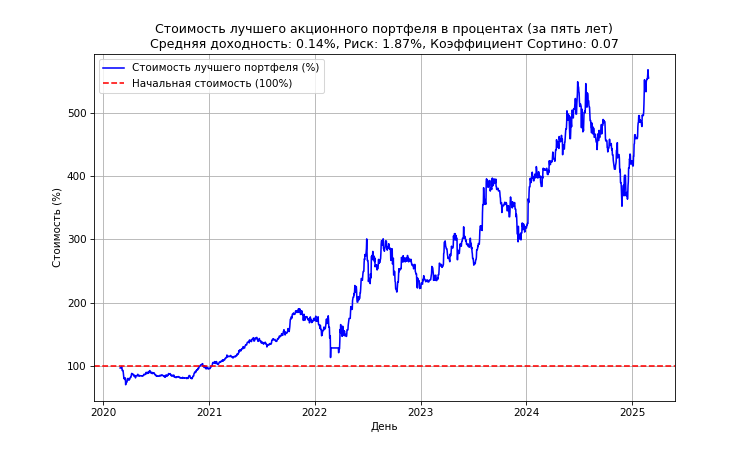 Стоимость лучшего акционного портфеля в процентах (за пять лет)
Средняя доходность: 0.14%, Риск: 1.87%, Коэффициент Сортино: 0.07
Стоимость лучшего портфеля (%)
Начальная стоимость (100%)
Стоимость (%)
500
400
300
200
100
2020
2021
2022
2023
2024
2025
День